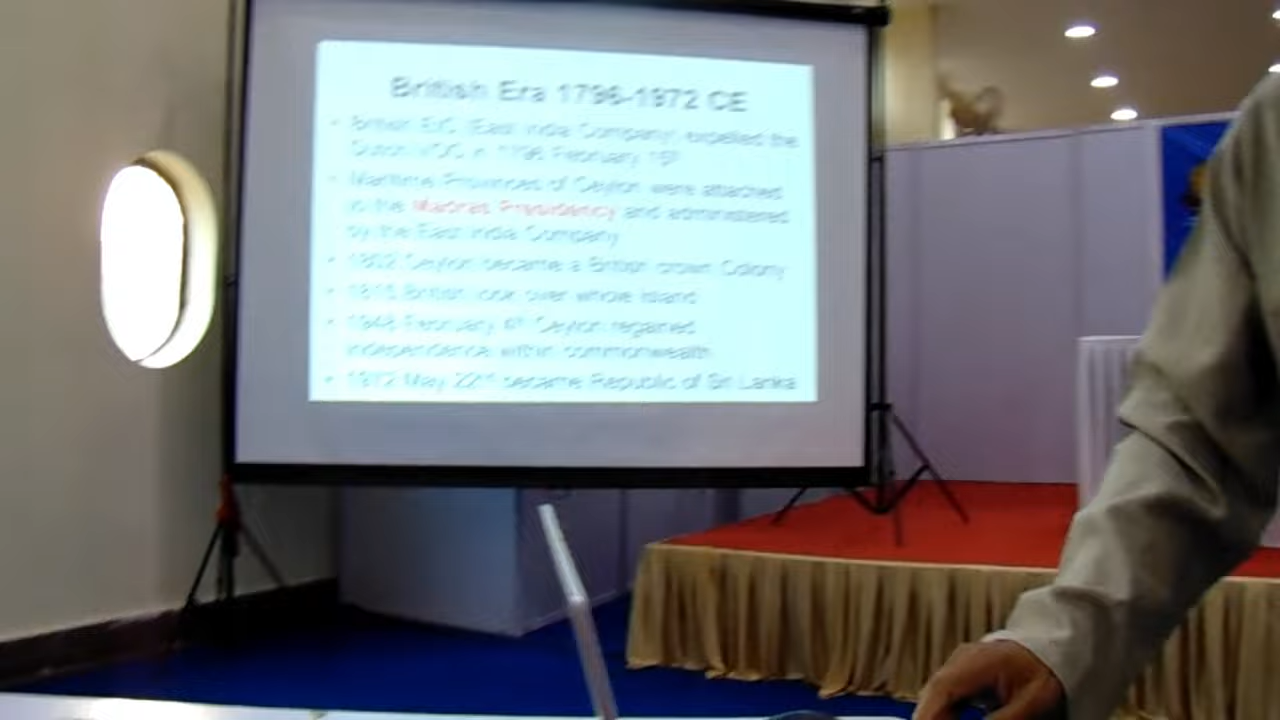 British Era 1796-1972 CE
• British EIC (East India Company) expelled the
Dutch VOC in 1796 February 16th
• Maritime Provinces of Ceylon were attached
to the Madras Presidency and administered
by the East India Company
• 1802 Ceylon became a British crown Colony
• 1815 British took over whole island
• 1948 February 4th Ceylon regained
independence within commonwealth
• 1972 May 22nd became Republic of Sri Lanka